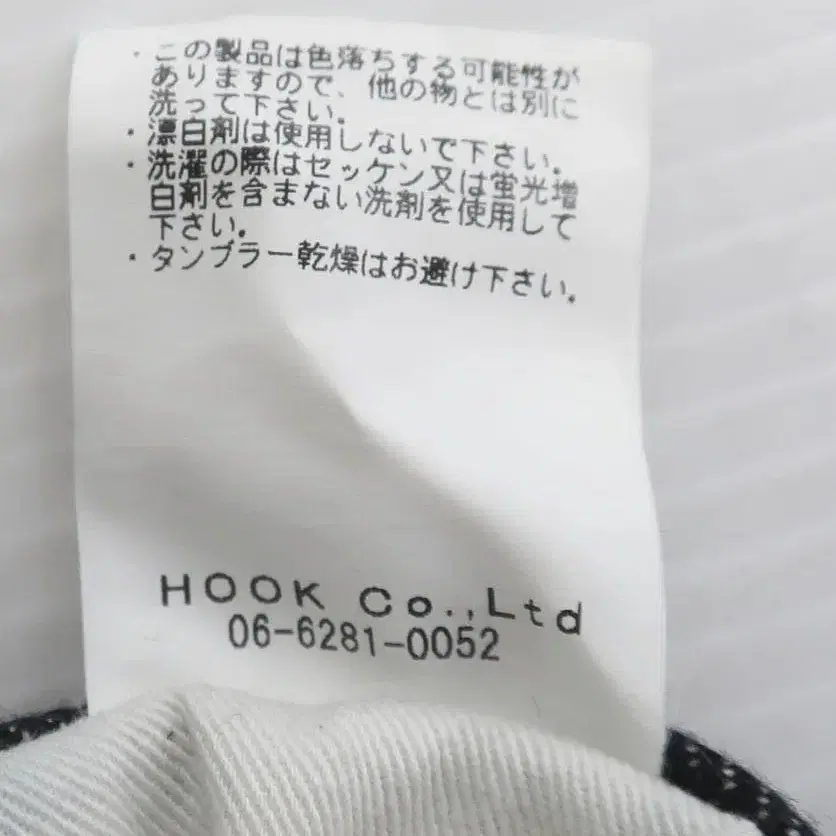 ・この製品は色落ちする可能性が
ありますので、他の物とは別に
洗って下さい。
・漂白剤は使用しないで下さい。
・洗濯の際はセッケン又は蛍光増
白剤を含まない洗剤を使用して
下さい。
・タンブラー乾燥はお避け下さい。
HOOK Co.,Ltd
06-6281-0052